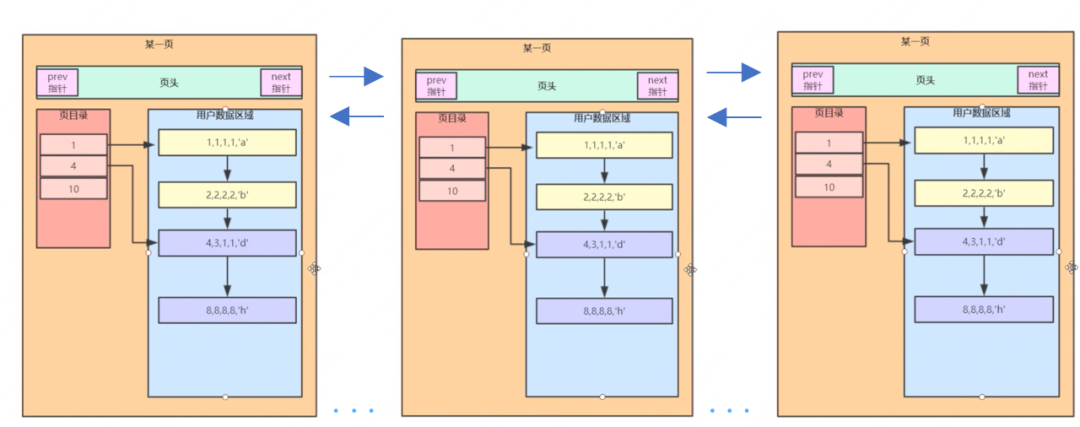 某一页
prev
指针
页头
next
指针
页目录
1
4
10
用户数据区域
1,1,1,1,'a'
2,2,2,2,'b'
4,3,1,1,'d'
8,8,8,8,'h'
某一页
prev
指针
页头
next
指针
页目录
1
4
10
用户数据区域
1,1,1,1,'a'
2,2,2,2,'b'
4,3,1,1,'d'
8,8,8,8,'h'
某一页
prev
指针
页头
next
指针
页目录
1
4
10
用户数据区域
1,1,1,1,'a'
2,2,2,2,'b'
4,3,1,1,'d'
8,8,8,8,'h'
. . .
. . .